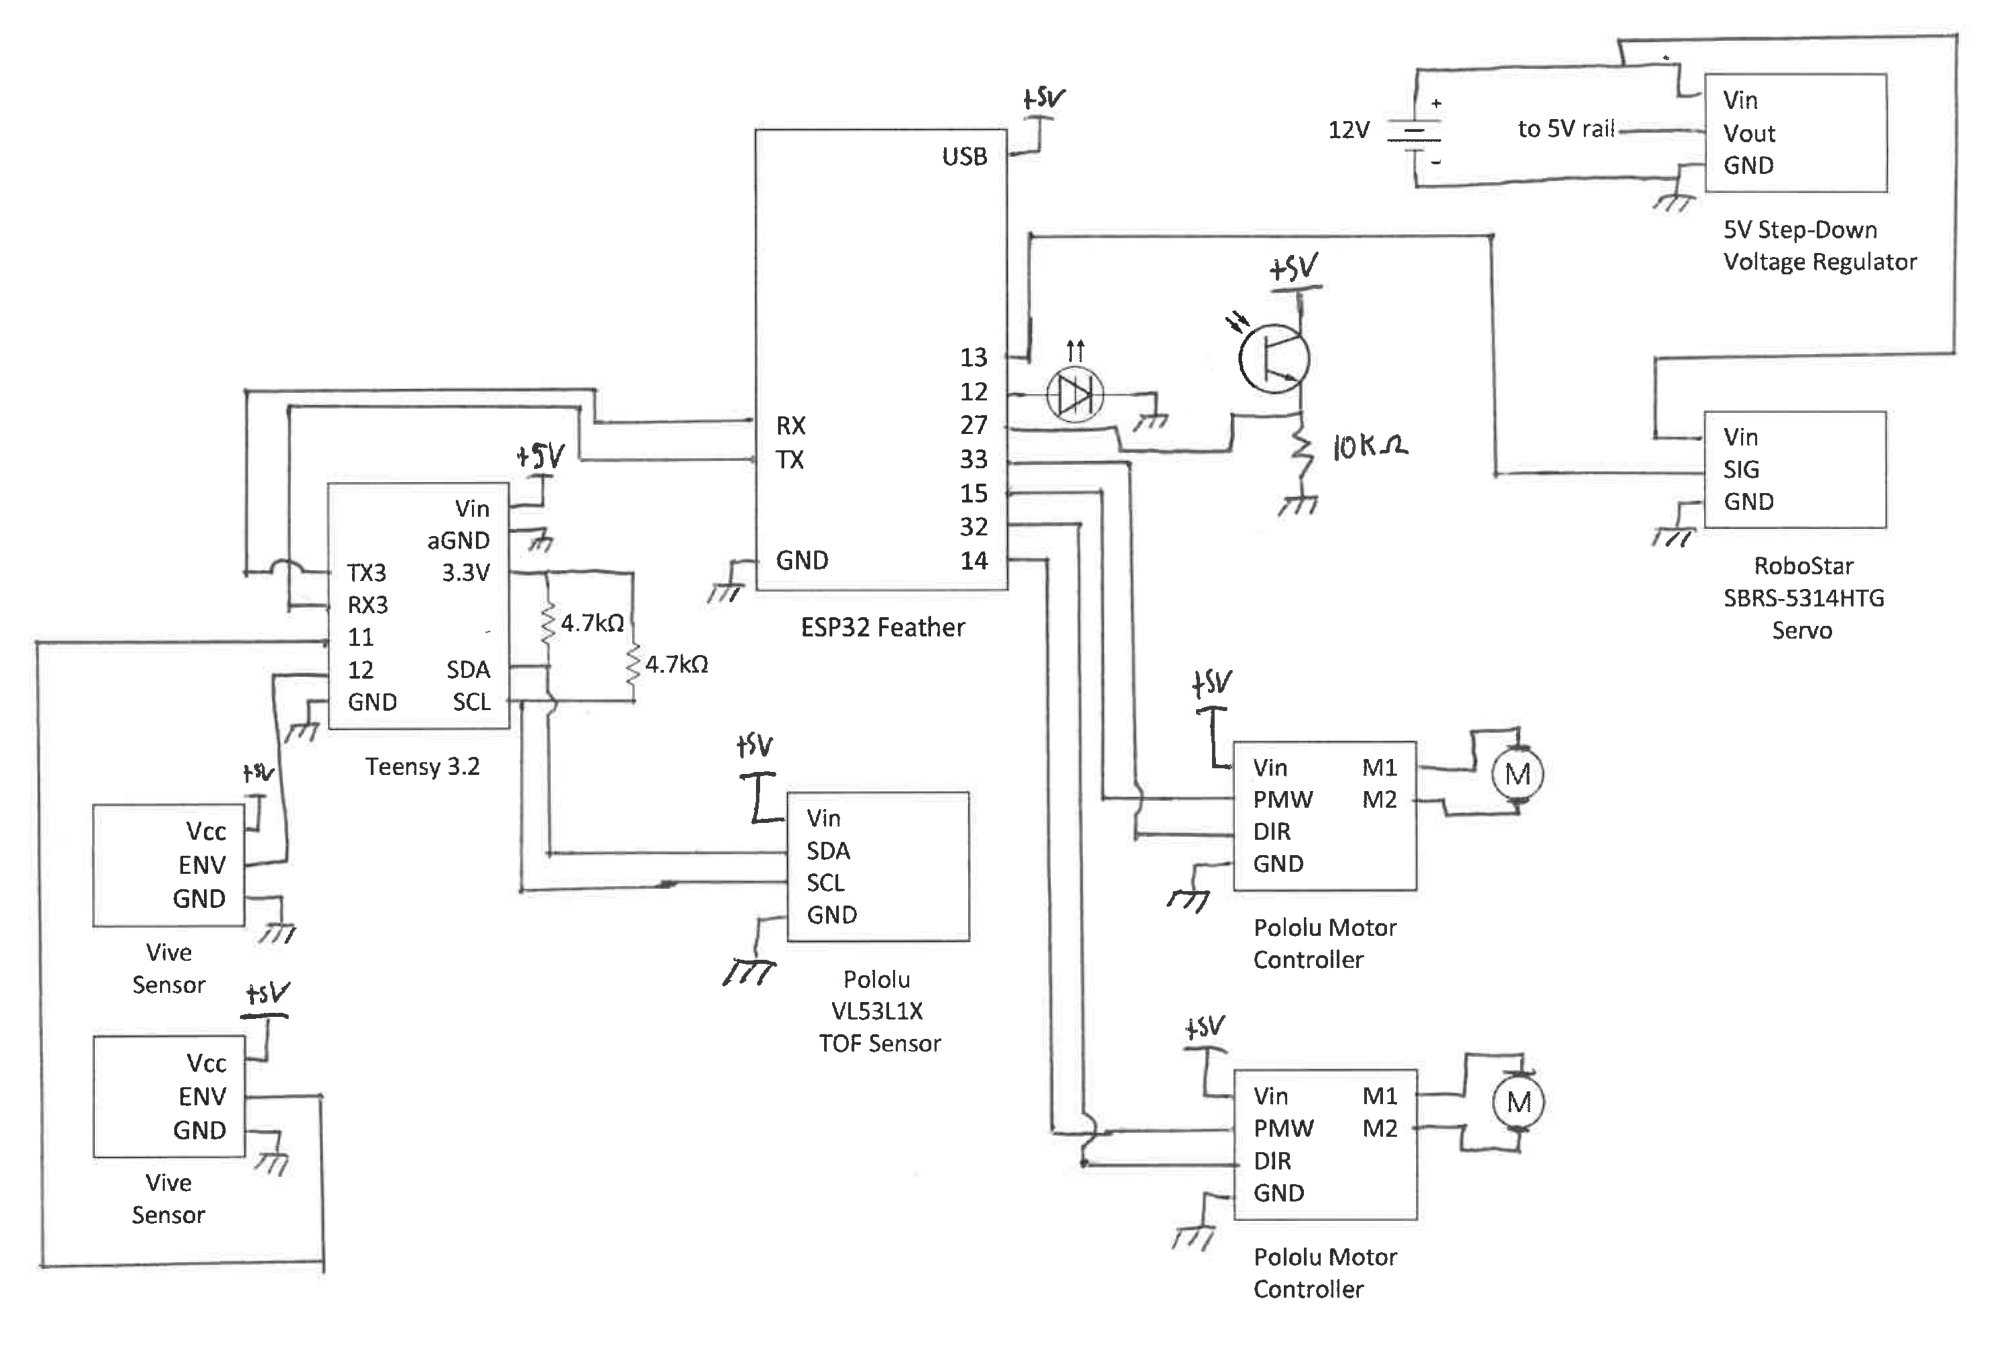 +5V
USB
13
12
27
33
15
32
14
RX
TX
GND
ESP32 Feather
12V
+
-
to 5V rail
Vin
Vout
GND
5V Step-Down
Voltage Regulator
+5V
10KΩ
Vin
SIG
GND
RoboStar
SBRS-5314HTG
Servo
+5V
Vin
aGND
TX3 3.3V
RX3
11
12 SDA
GND SCL
Teensy 3.2
4.7kΩ
4.7kΩ
+5V
Vcc
ENV
GND
Vive
Sensor
+5V
Vcc
ENV
GND
Vive
Sensor
+5V
Vin
SDA
SCL
GND
Pololu
VL53L1X
TOF Sensor
+5V
Vin M1
PMW M2
DIR
GND
M
Pololu Motor
Controller
+5V
Vin M1
PMW M2
DIR
GND
M
Pololu Motor
Controller